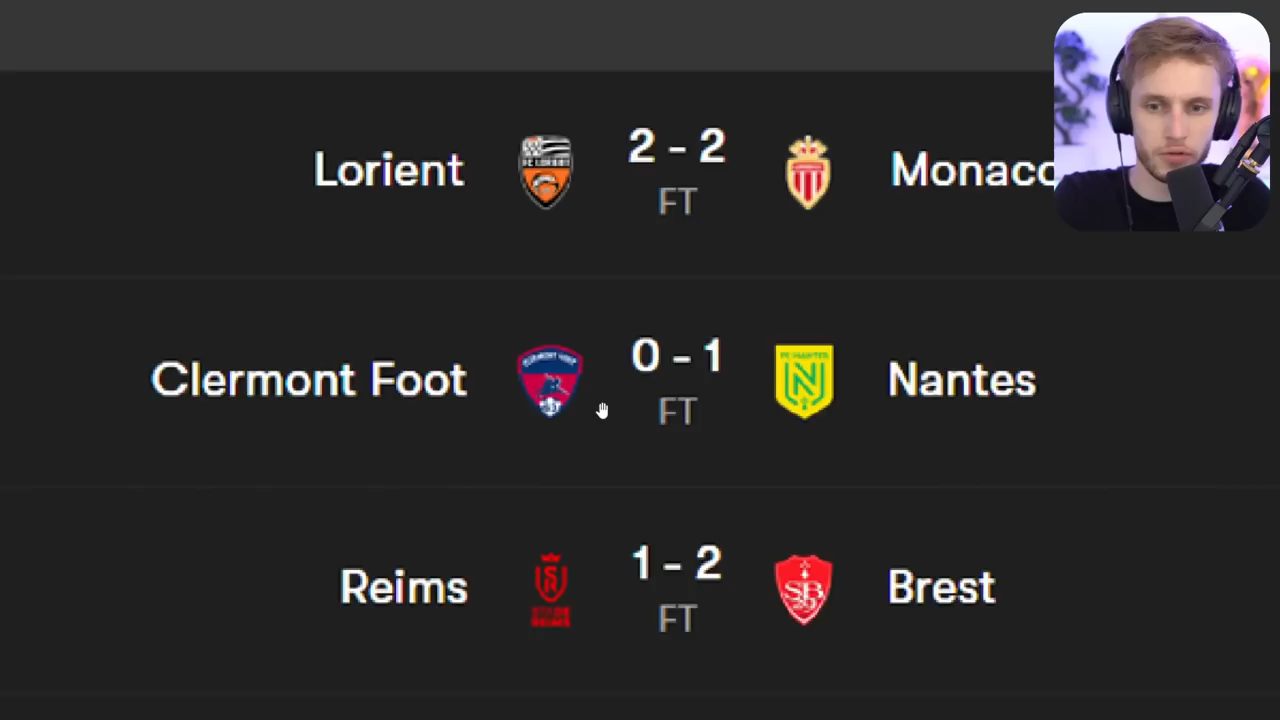 Lorient 2 - 2 Monaco
FT
Clermont Foot 0 - 1 Nantes
FT
Reims 1 - 2 Brest
FT